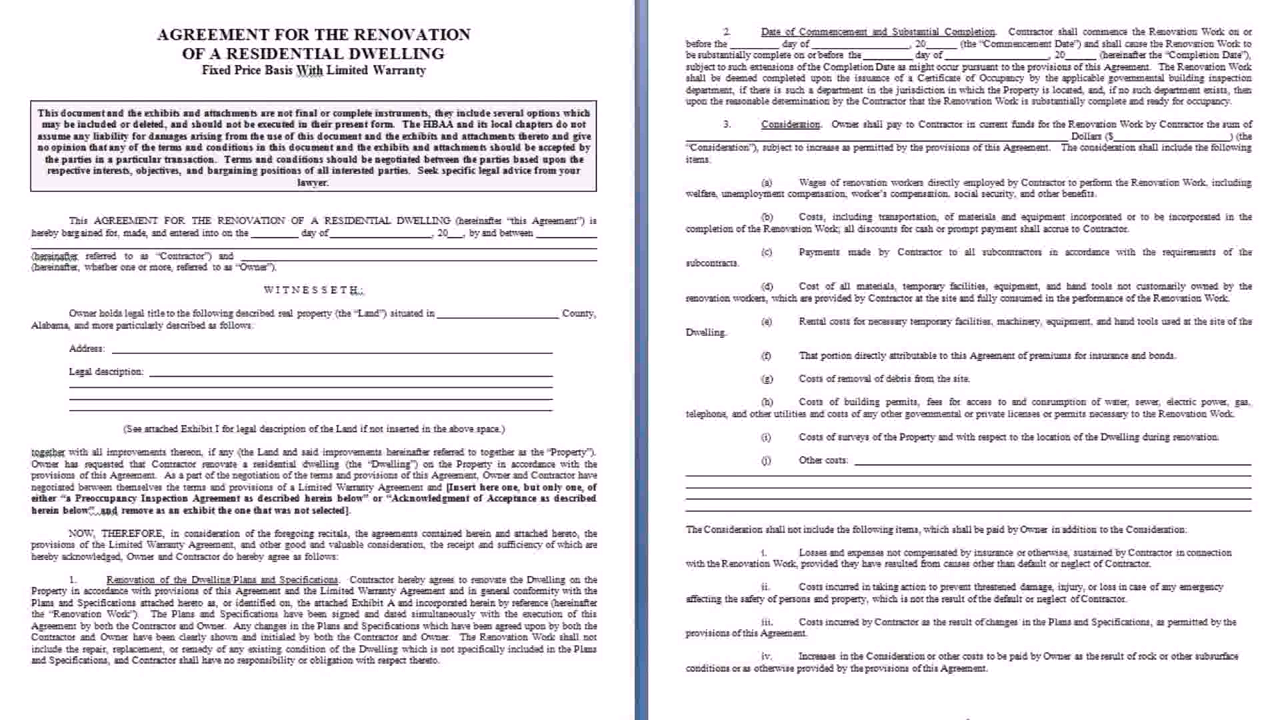 AGREEMENT FOR THE RENOVATION
OF A RESIDENTIAL DWELLING
Fixed Price Basis With Limited Warranty
This document and the exhibits and attachments are not final or complete instruments, they include several options which
may be included or deleted, and should not be executed in their present form. The HBAA and its local chapters do not
assume any liability for damages arising from the use of this document and the exhibits and attachments thereto and give
no opinion that any of the terms and conditions in this document and the exhibits and attachments should be accepted by
the parties in a particular transaction. Terms and conditions should be negotiated between the parties based upon the
respective interests, objectives, and bargaining positions of all interested parties. Seek specific legal advice from your
lawyer.
This AGREEMENT FOR THE RENOVATION OF A RESIDENTIAL DWELLING (hereinafter “this Agreement”) is
hereby bargained for, made, and entered into on the ________ day of _________________, 20___, by and between __________
(hereinafter referred to as “Contractor”) and ____________________
(hereinafter, whether one or more, referred to as “Owner”).
W I T N E S S E T H :
Owner holds legal title to the following described real property (the “Land”) situated in ____________________ County,
Alabama, and more particularly described as follows:
Address: ____________________
Legal description: ____________________
(See attached Exhibit I for legal description of the Land if not inserted in the above space.)
together with all improvements thereon, if any (the Land and said improvements hereinafter referred to together as the “Property”).
Owner has requested that Contractor renovate a residential dwelling (the “Dwelling”) on the Property in accordance with the
provisions of this Agreement. As a part of the negotiation of the terms and provisions of this Agreement, Owner and Contractor have
negotiated between themselves the terms and provisions of a Limited Warranty Agreement and [Insert here one, but only one, of
either “a Preoccupancy Inspection Agreement as described herein below” or “Acknowledgment of Acceptance as described
herein below”, and remove as an exhibit the one that was not selected].
NOW, THEREFORE, in consideration of the foregoing recitals, the agreements contained herein and attached hereto, the
provisions of the Limited Warranty Agreement, and other good and valuable consideration, the receipt and sufficiency of which are
hereby acknowledged, Owner and Contractor do hereby agree as follows:
1. Renovation of the Dwelling/Plans and Specifications. Contractor hereby agrees to renovate the Dwelling on the
Property in accordance with provisions of this Agreement and the Limited Warranty Agreement and in general conformity with the
Plans and Specifications attached hereto as, or identified on, the attached Exhibit A and incorporated herein by reference (hereinafter
the “Renovation Work”). The Plans and Specifications have been signed and dated simultaneously with the execution of this
Agreement by both the Contractor and Owner. Any changes in the Plans and Specifications which have been agreed upon by both the
Contractor and Owner have been clearly shown and initialed by both the Contractor and Owner. The Renovation Work shall not
include the repair, replacement, or remedy of any existing condition of the Dwelling which is not specifically included in the Plans
and Specifications, and Contractor shall have no responsibility or obligation with respect thereto.
2. Date of Commencement and Substantial Completion. Contractor shall commence the Renovation Work on or
before the ________ day of ________________, 20_____ (the “Commencement Date”) and shall cause the Renovation Work to
be substantially complete on or before the ________ day of ________________, 20_____ (hereinafter the “Completion Date”),
subject to such extensions of the Completion Date as might occur pursuant to the provisions of this Agreement. The Renovation Work
shall be deemed completed upon the issuance of a Certificate of Occupancy by the applicable governmental building inspection
department, if there is such a department in the jurisdiction in which the Property is located, and, if no such department exists, then
upon the reasonable determination by the Contractor that the Renovation Work is substantially complete and ready for occupancy.
3. Consideration. Owner shall pay to Contractor in current funds for the Renovation Work by Contractor the sum of
____________________ Dollars ($____________________) (the
“Consideration”), subject to increase as permitted by the provisions of this Agreement. The consideration shall include the following
items.
(a) Wages of renovation workers directly employed by Contractor to perform the Renovation Work, including
welfare, unemployment compensation, worker's compensation, social security, and other benefits.
(b) Costs, including transportation, of materials and equipment incorporated or to be incorporated in the
completion of the Renovation Work; all discounts for cash or prompt payment shall accrue to Contractor.
(c) Payments made by Contractor to all subcontractors in accordance with the requirements of the
subcontracts.
(d) Cost of all materials, temporary facilities, equipment, and hand tools not customarily owned by the
renovation workers, which are provided by Contractor at the site and fully consumed in the performance of the Renovation Work.
(e) Rental costs for necessary temporary facilities, machinery, equipment, and hand tools used at the site of the
Dwelling.
(f) That portion directly attributable to this Agreement of premiums for insurance and bonds.
(g) Costs of removal of debris from the site.
(h) Costs of building permits, fees for access to and consumption of water, sewer, electric power, gas,
telephone, and other utilities and costs of any other governmental or private licenses or permits necessary to the Renovation Work.
(i) Costs of surveys of the Property and with respect to the location of the Dwelling during renovation.
(j) Other costs: ____________________
The Consideration shall not include the following items, which shall be paid by Owner in addition to the Consideration:
i. Losses and expenses not compensated by insurance or otherwise, sustained by Contractor in connection
with the Renovation Work, provided they have resulted from causes other than default or neglect of Contractor.
ii. Costs incurred in taking action to prevent threatened damage, injury, or loss in case of any emergency
affecting the safety of persons and property, which is not the result of the default or neglect of Contractor.
iii. Costs incurred by Contractor as the result of changes in the Plans and Specifications, as permitted by the
provisions of this Agreement.
iv. Increases in the Consideration or other costs to be paid by Owner as the result of rock or other subsurface
conditions or as otherwise provided by the provisions of this Agreement.